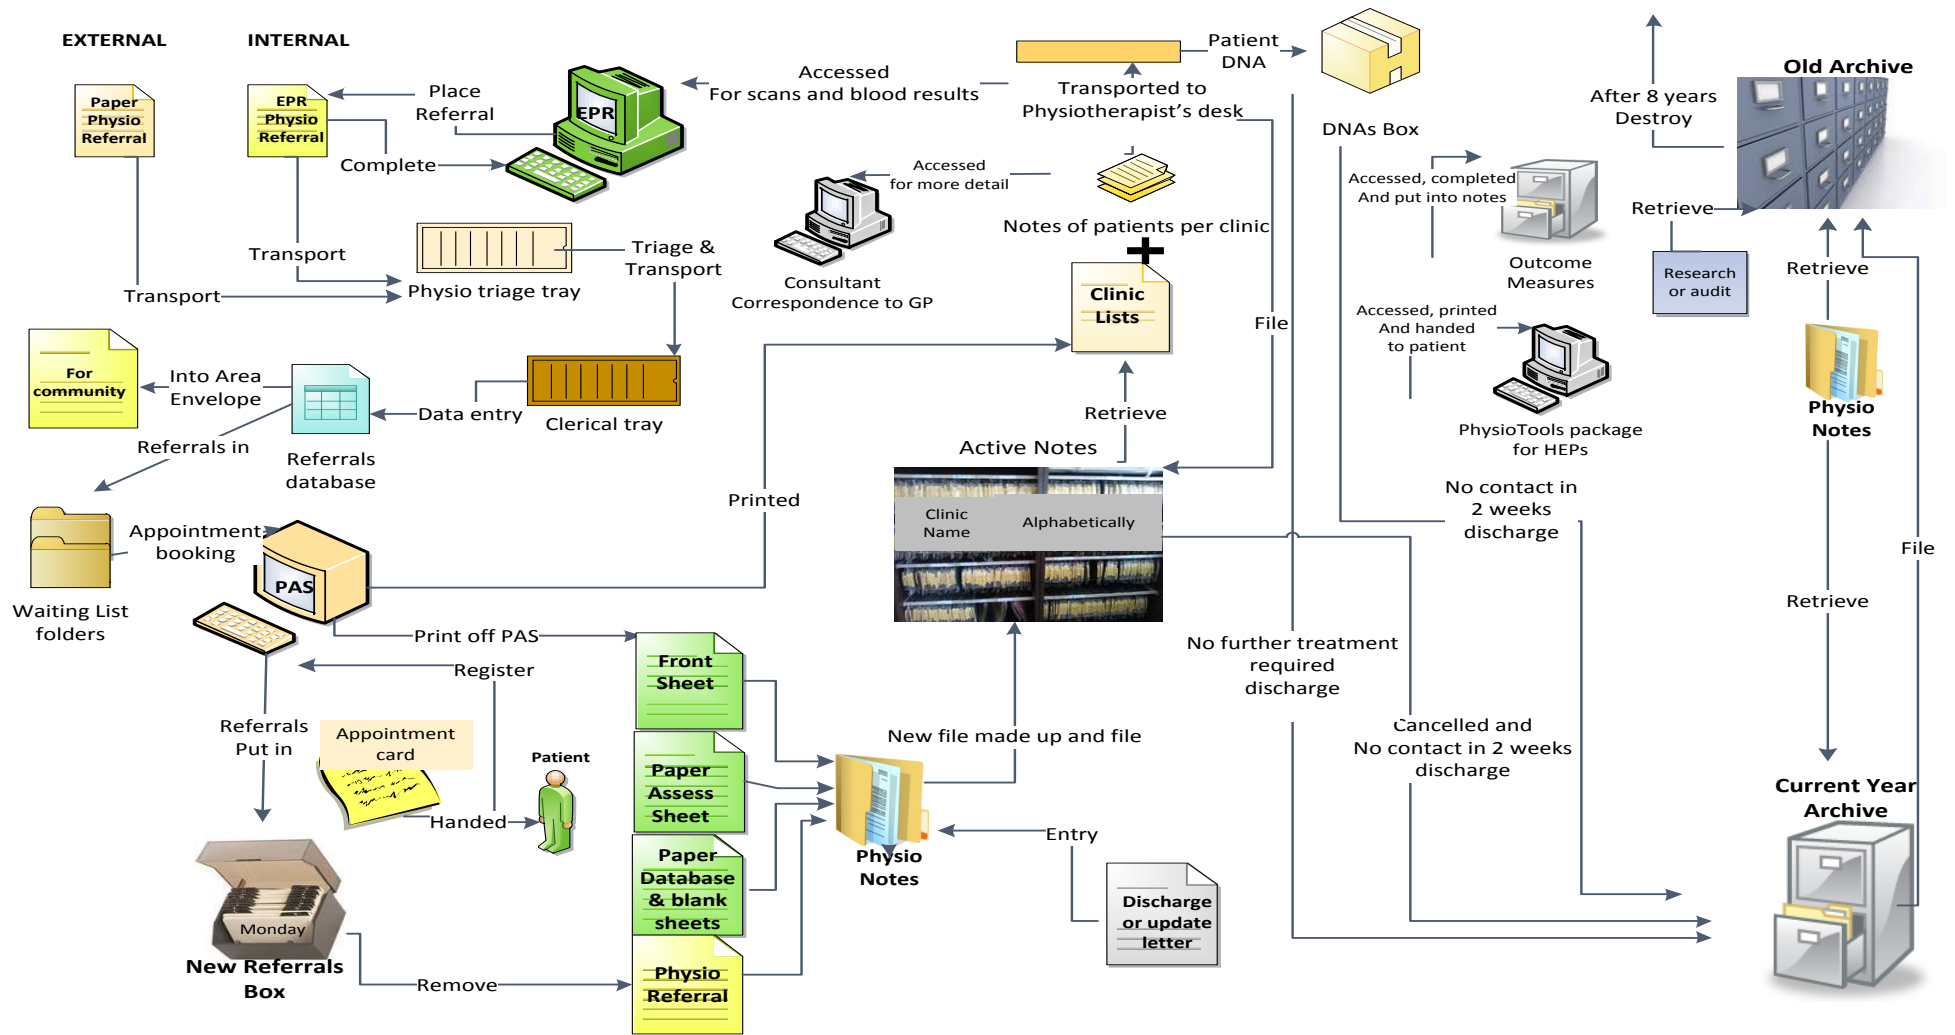 EXTERNAL
INTERNAL
Paper
Physio
Referral
EPR
Physio
Referral
Place
Referral
Complete
EPR
Accessed
For scans and blood results
Transported to
Physiotherapist's desk
Patient
DNA
DNAs Box
After 8 years
Destroy
Old Archive
Accessed
for more detail
Notes of patients per clinic
Consultant
Correspondence to GP
Accessed, completed
And put into notes
Outcome
Measures
Retrieve
Research
or audit
Retrieve
Transport
Transport
Physio triage tray
Triage &
Transport
Clinic
Lists
File
Accessed, printed
And handed
to patient
PhysioTools package
for HEPs
Physio
Notes
For
community
Into Area
Envelope
Data entry
Clerical tray
Referrals in
Referrals
database
Retrieve
Active Notes
Clinic
Name
Alphabetically
Printed
No contact in
2 weeks
discharge
File
Appointment
booking
PAS
Waiting List
folders
Retrieve
Print off PAS
Register
Front
Sheet
No further treatment
required
discharge
Referrals
Put in
Appointment
card
Patient
Handed
Paper
Assess
Sheet
New file made up and file
Cancelled and
No contact in 2 weeks
discharge
Current Year
Archive
Paper
Database
& blank
sheets
Physio
Notes
Entry
Discharge
or update
letter
Monday
New Referrals
Box
Remove
Physio
Referral